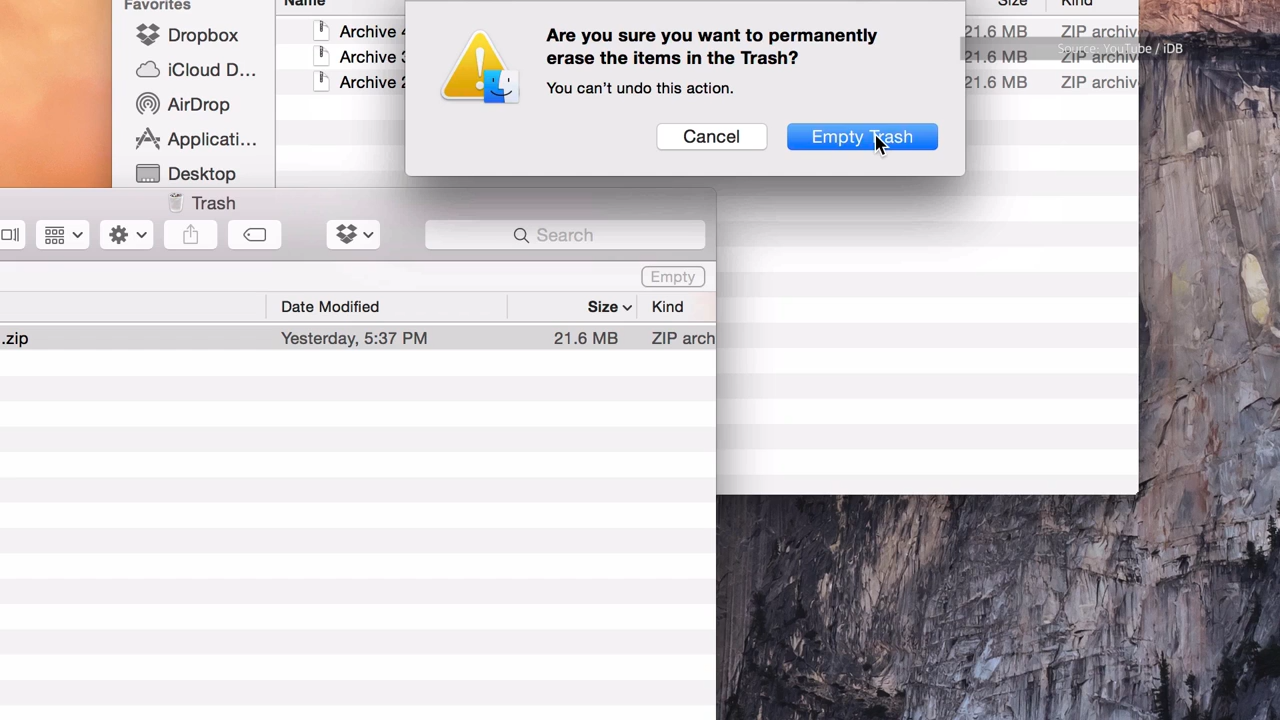 Favorites
Dropbox
iCloud D...
AirDrop
Applicati...
Desktop
Name
Size
Kind
Archive 4
21.6 MB
ZIP archiv
Archive 3
21.6 MB
ZIP archiv
Archive 2
21.6 MB
ZIP archiv
Source: YouTube / iDB
Are you sure you want to permanently
erase the items in the Trash?
You can't undo this action.
Cancel
Empty Trash
Trash
Search
Empty
Date Modified
Size
Kind
.zip
Yesterday, 5:37 PM
21.6 MB
ZIP arch